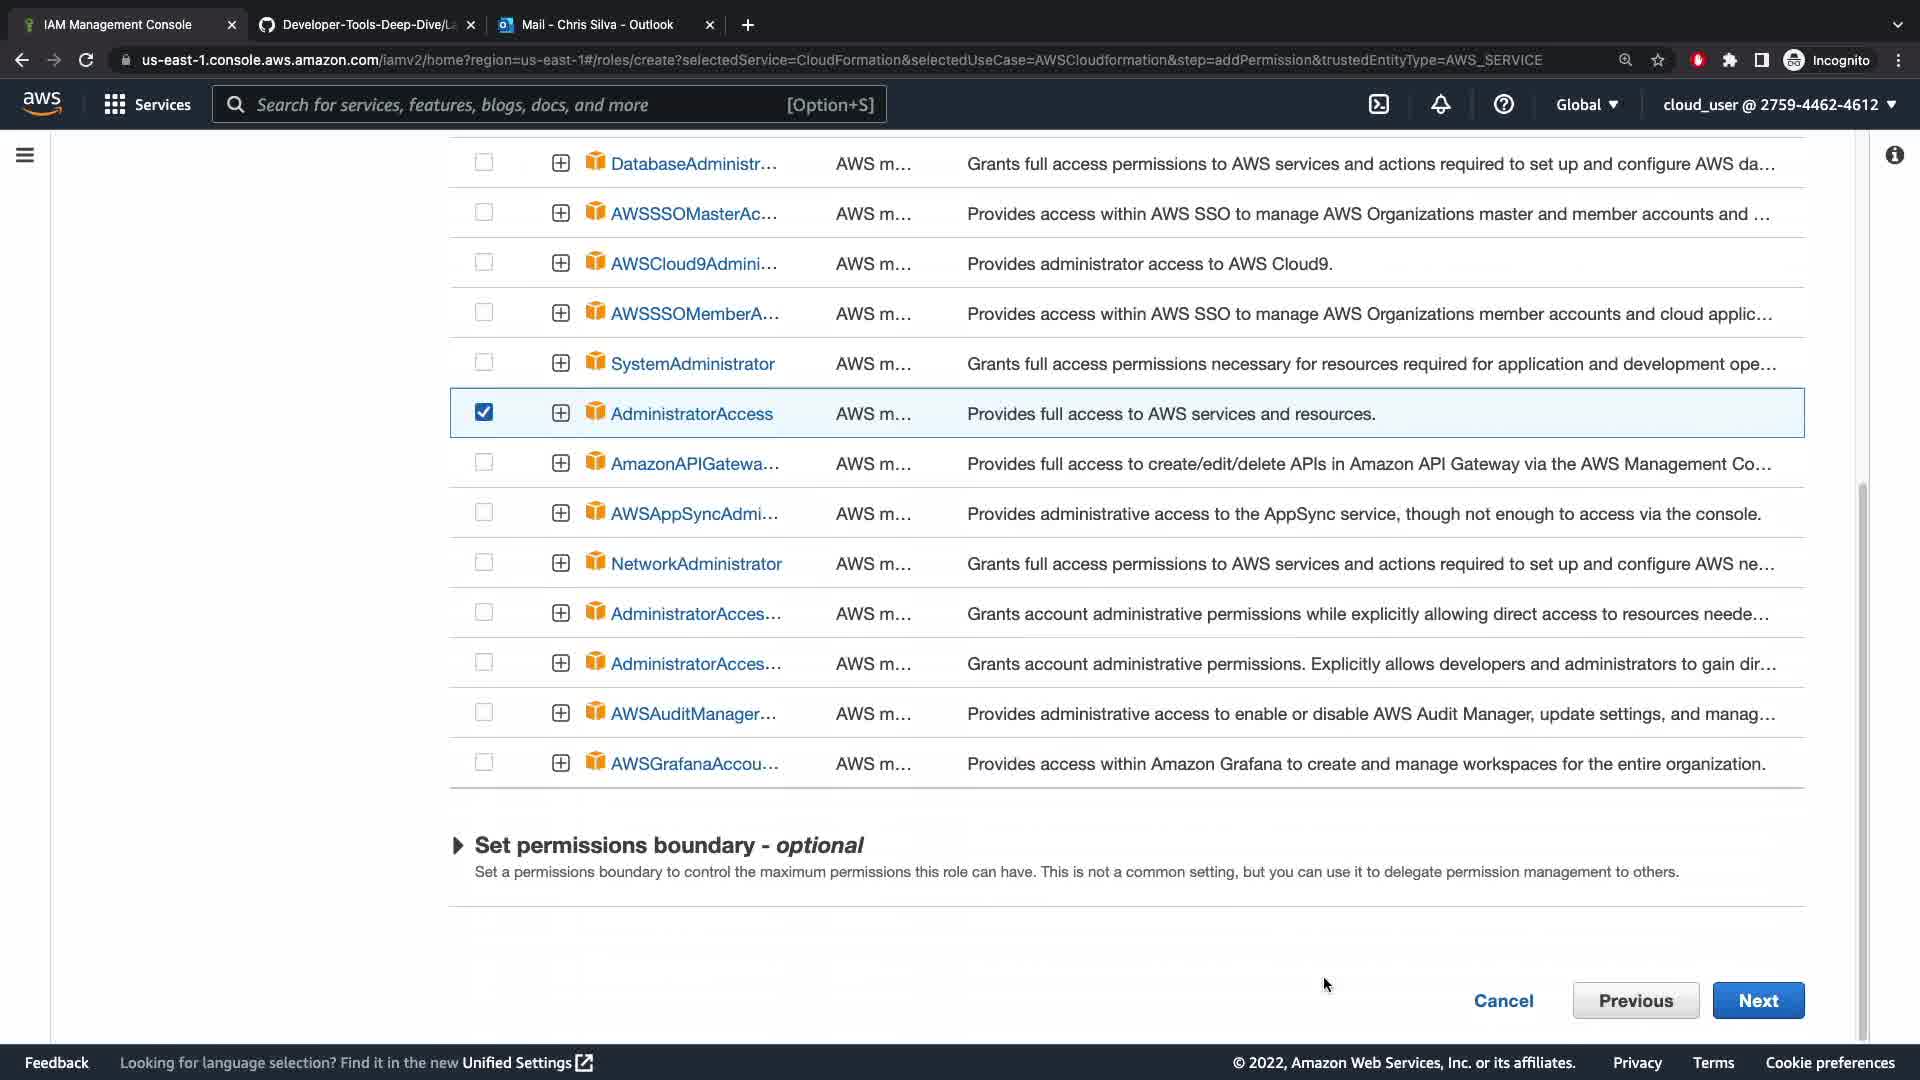 IAM Management Console
Developer-Tools-Deep-Dive/La
Mail - Chris Silva - Outlook
us-east-1.console.aws.amazon.com/iamv2/home?region=us-east-1#/roles/create?selectedService=CloudFormation&selectedUseCase=AWSCloudformation&step=addPermission&trustedEntityType=AWS_SERVICE
Incognito
aws
Services
Search for services, features, blogs, docs, and more
[Option+S]
Global
cloud_user @ 2759-4462-4612
DatabaseAdministr... AWS m... Grants full access permissions to AWS services and actions required to set up and configure AWS da...
AWSSSOMasterAc... AWS m... Provides access within AWS SSO to manage AWS Organizations master and member accounts and ...
AWSCloud9Admini... AWS m... Provides administrator access to AWS Cloud9.
AWSSSOMemberA... AWS m... Provides access within AWS SSO to manage AWS Organizations member accounts and cloud applic...
SystemAdministrator AWS m... Grants full access permissions necessary for resources required for application and development ope...
AdministratorAccess AWS m... Provides full access to AWS services and resources.
AmazonAPIGatewa... AWS m... Provides full access to create/edit/delete APIs in Amazon API Gateway via the AWS Management Co...
AWSAppSyncAdmi... AWS m... Provides administrative access to the AppSync service, though not enough to access via the console.
NetworkAdministrator AWS m... Grants full access permissions to AWS services and actions required to set up and configure AWS ne...
AdministratorAcces... AWS m... Grants account administrative permissions while explicitly allowing direct access to resources neede...
AdministratorAcces... AWS m... Grants account administrative permissions. Explicitly allows developers and administrators to gain dir...
AWSAuditManager... AWS m... Provides administrative access to enable or disable AWS Audit Manager, update settings, and manag...
AWSGrafanaAccou... AWS m... Provides access within Amazon Grafana to create and manage workspaces for the entire organization.
Set permissions boundary - optional
Set a permissions boundary to control the maximum permissions this role can have. This is not a common setting, but you can use it to delegate permission management to others.
Cancel
Previous
Next
Feedback
Looking for language selection? Find it in the new Unified Settings
© 2022, Amazon Web Services, Inc. or its affiliates.
Privacy
Terms
Cookie preferences